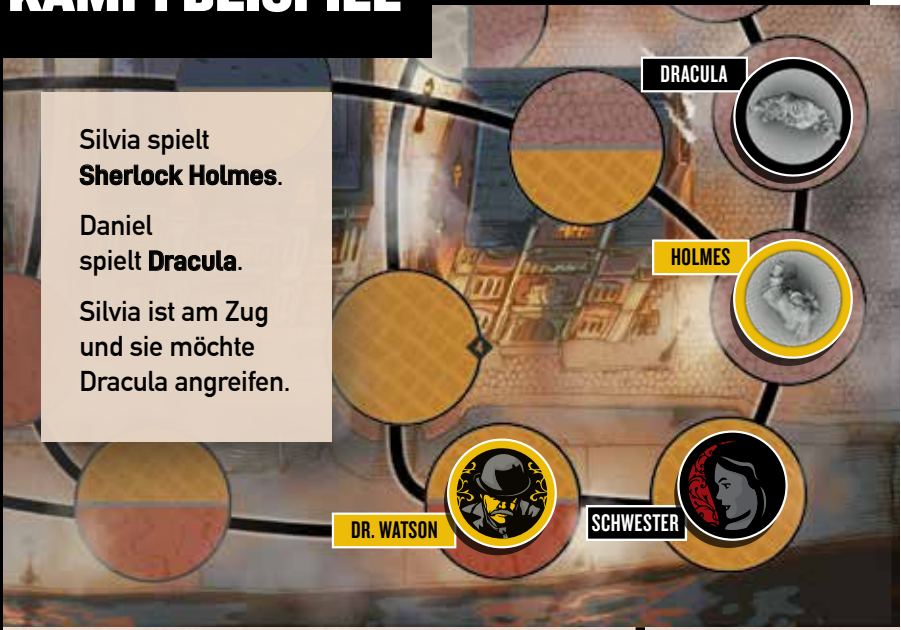 KAMPFBEISPIELE
Silvia spielt
Sherlock Holmes.
Daniel
spielt Dracula.
Silvia ist am Zug
und sie möchte
Dracula angreifen.
DRACULA
HOLMES
DR. WATSON
SCHWESTER